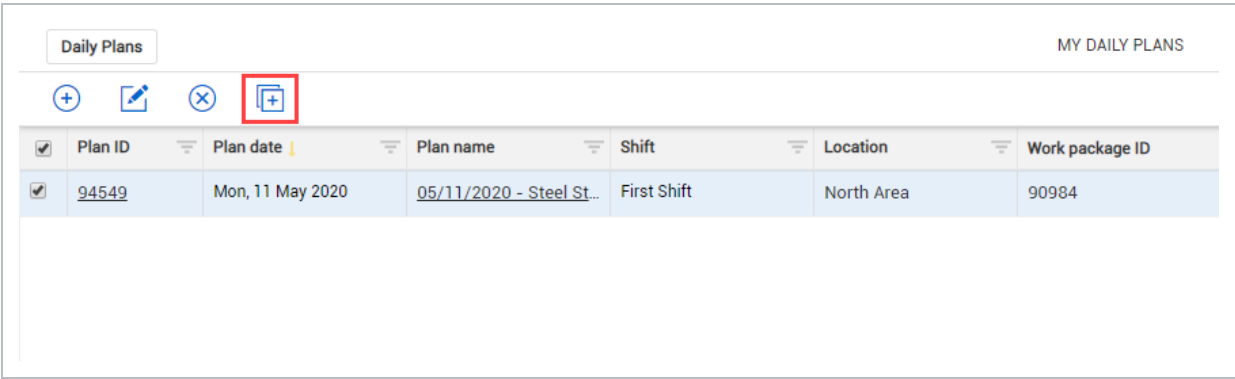 Daily Plans MY DAILY PLANS
Plan ID Plan date Plan name Shift Location Work package ID
94549 Mon, 11 May 2020 05/11/2020 - Steel St... First Shift North Area 90984